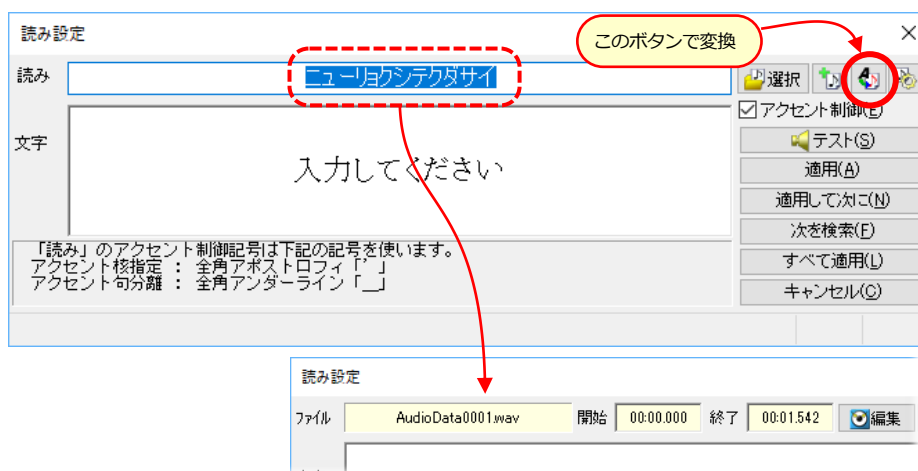 読み設定
このボタンで変換
読み
ニューリョクシテクダサイ
選択
アクセント制御(E)
文字
入力してください
テスト(S)
適用(A)
適用して次に(N)
次を検索(F)
すべて適用(L)
キャンセル(C)
「読み」のアクセント制御記号は下記の記号を使います。
アクセント核指定 : 全角アポストロフィ「’」
アクセント句分離 : 全角アンダーライン「＿」
読み設定
ファイル AudioData0001.wav 開始 00:00.000 終了 00:01.542 編集